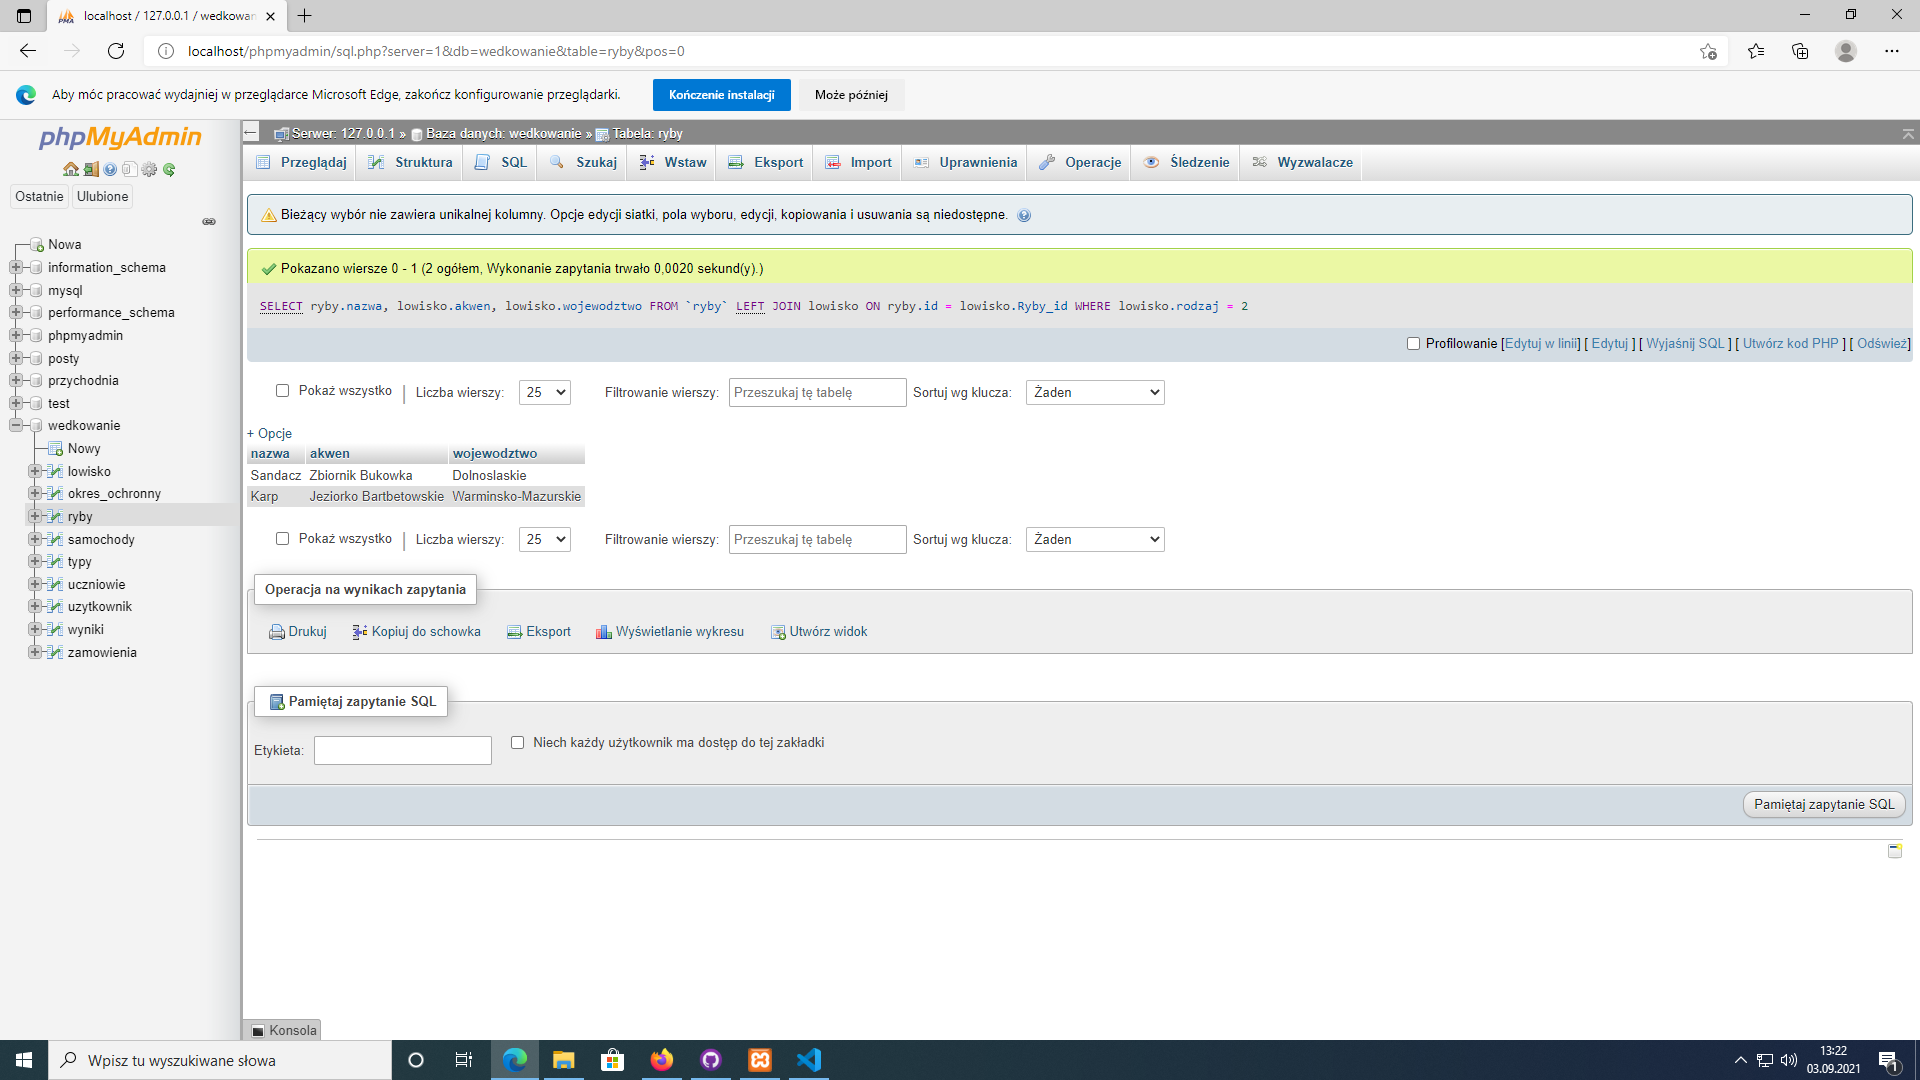 localhost / 127.0.0.1 / wedkowan
localhost/phpmyadmin/sql.php?server=1&db=wedkowanie&table=ryby&pos=0
Aby móc pracować wydajniej w przeglądarce Microsoft Edge, zakończ konfigurowanie przeglądarki.
Kończenie instalacji
Może później
phpMyAdmin
Ostatnie
Ulubione
Nowa
information_schema
mysql
performance_schema
phpmyadmin
posty
przychodnia
test
wedkowanie
Nowy
lowisko
okres_ochronny
ryby
samochody
typy
uczniowie
uzytkownik
wyniki
zamowienia
Serwer: 127.0.0.1 » Baza danych: wedkowanie » Tabela: ryby
Przeglądaj
Struktura
SQL
Szukaj
Wstaw
Eksport
Import
Uprawnienia
Operacje
Śledzenie
Wyzwalacze
Bieżący wybór nie zawiera unikalnej kolumny. Opcje edycji siatki, pola wyboru, edycji, kopiowania i usuwania są niedostępne.
Pokazano wiersze 0 - 1 (2 ogółem, Wykonanie zapytania trwało 0,0020 sekund(y).)
SELECT ryby.nazwa, lowisko.akwen, lowisko.wojewodztwo FROM `ryby` LEFT JOIN lowisko ON ryby.id = lowisko.Ryby_id WHERE lowisko.rodzaj = 2
Profilowanie [Edytuj w linii] [ Edytuj ] [ Wyjaśnij SQL ] [ Utwórz kod PHP ] [ Odśwież]
Pokaż wszystko | Liczba wierszy: 25 Filtrowanie wierszy: Przeszukaj tę tabelę Sortuj wg klucza: Żaden
+ Opcje
nazwa akwen wojewodztwo
Sandacz Zbiornik Bukowka Dolnoslaskie
Karp Jeziorko Bartbetowskie Warminsko-Mazurskie
Pokaż wszystko | Liczba wierszy: 25 Filtrowanie wierszy: Przeszukaj tę tabelę Sortuj wg klucza: Żaden
Operacja na wynikach zapytania
Drukuj
Kopiuj do schowka
Eksport
Wyświetlanie wykresu
Utwórz widok
Pamiętaj zapytanie SQL
Etykieta:
Niech każdy użytkownik ma dostęp do tej zakładki
Pamiętaj zapytanie SQL
Konsola
Wpisz tu wyszukiwane słowa
13:22
03.09.2021
1